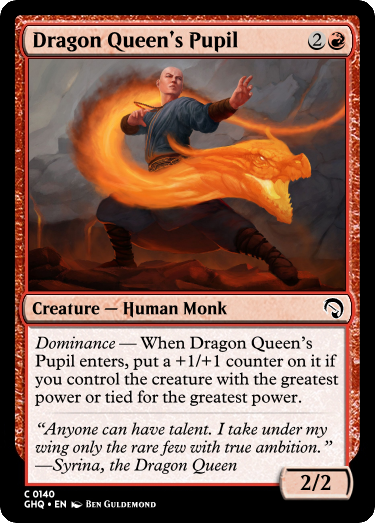 Dragon Queen's Pupil 2
Creature — Human Monk
Dominance — When Dragon Queen's
Pupil enters, put a +1/+1 counter on it if
you control the creature with the greatest
power or tied for the greatest power.
"Anyone can have talent. I take under my
wing only the rare few with true ambition."
—Syrina, the Dragon Queen
2/2
C 0140
GHQ • EN Ben Guldemond